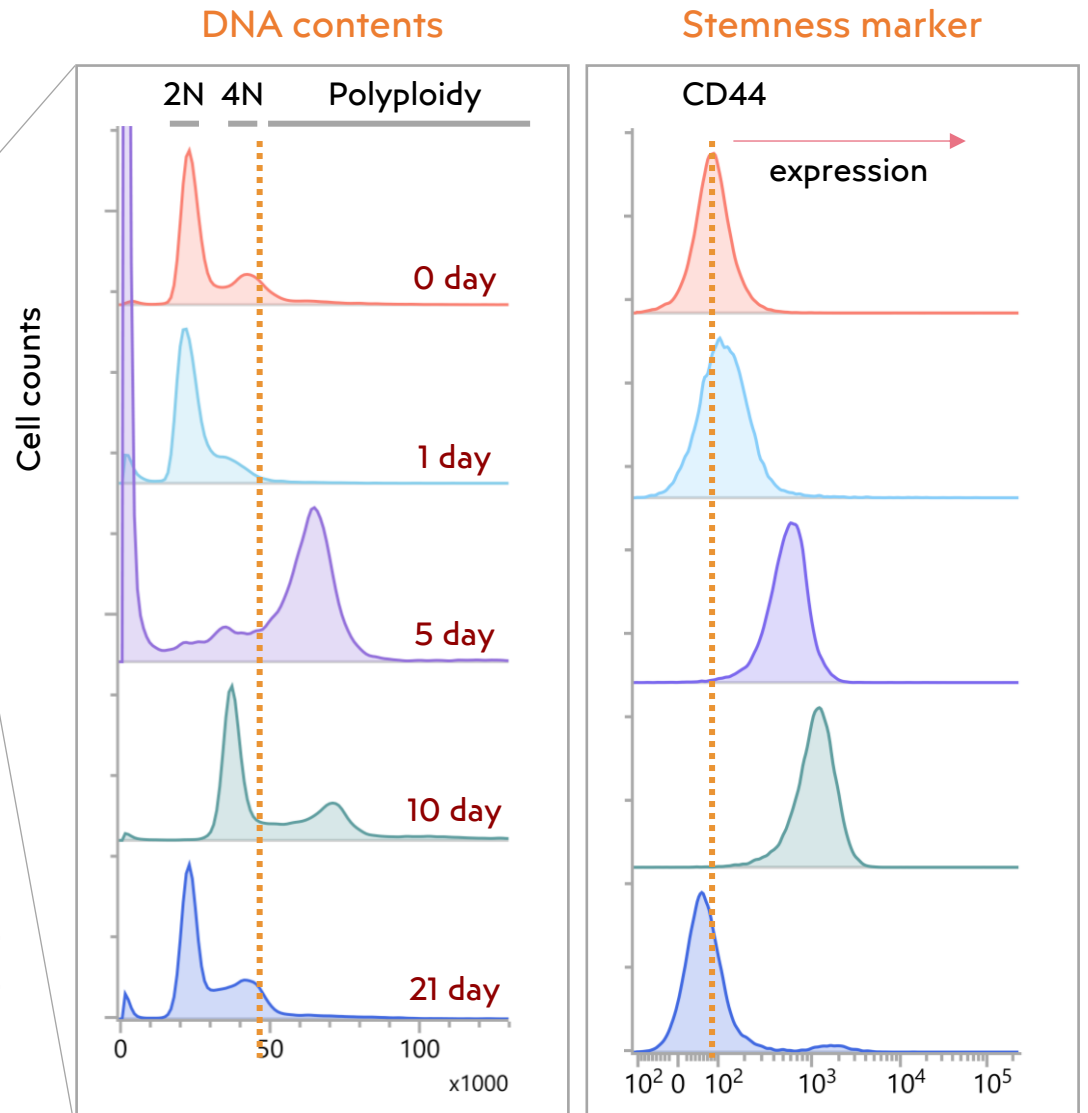 DNA contents
Stemness marker
2N 4N Polyploidy
CD44
expression
Cell counts
0 day
1 day
5 day
10 day
21 day
0 50 100
x1000
10² 0 10² 10³ 10⁴ 10⁵